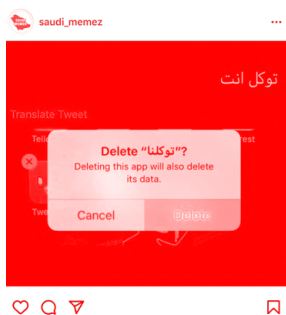 saudi_memez
توكل انت
Translate Tweet
Delete “توكلنا”?
Deleting this app will also delete
its data.
Cancel
Delete